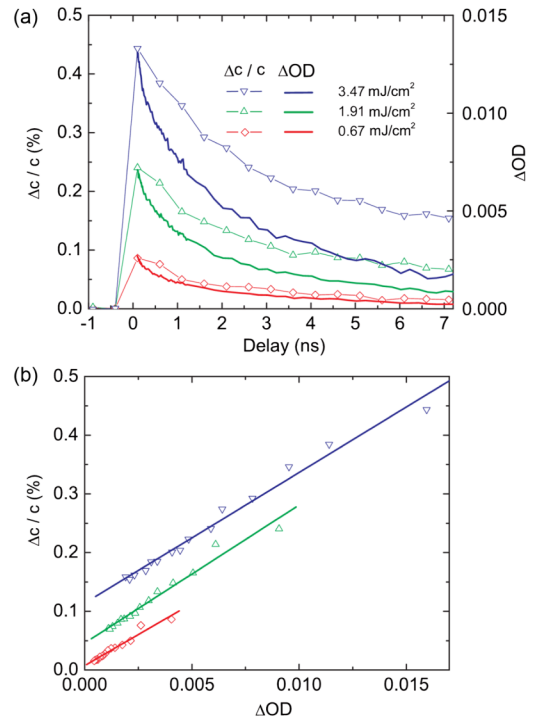 (a)
0.5
0.4
0.3
0.2
0.1
0.0
Δc / c (%)
0.015
0.010
0.005
0.000
ΔOD
Δc / c ΔOD
3.47 mJ/cm²
1.91 mJ/cm²
0.67 mJ/cm²
-1 0 1 2 3 4 5 6 7
Delay (ns)
(b)
0.5
0.4
0.3
0.2
0.1
0.0
Δc / c (%)
0.000 0.005 0.010 0.015
ΔOD